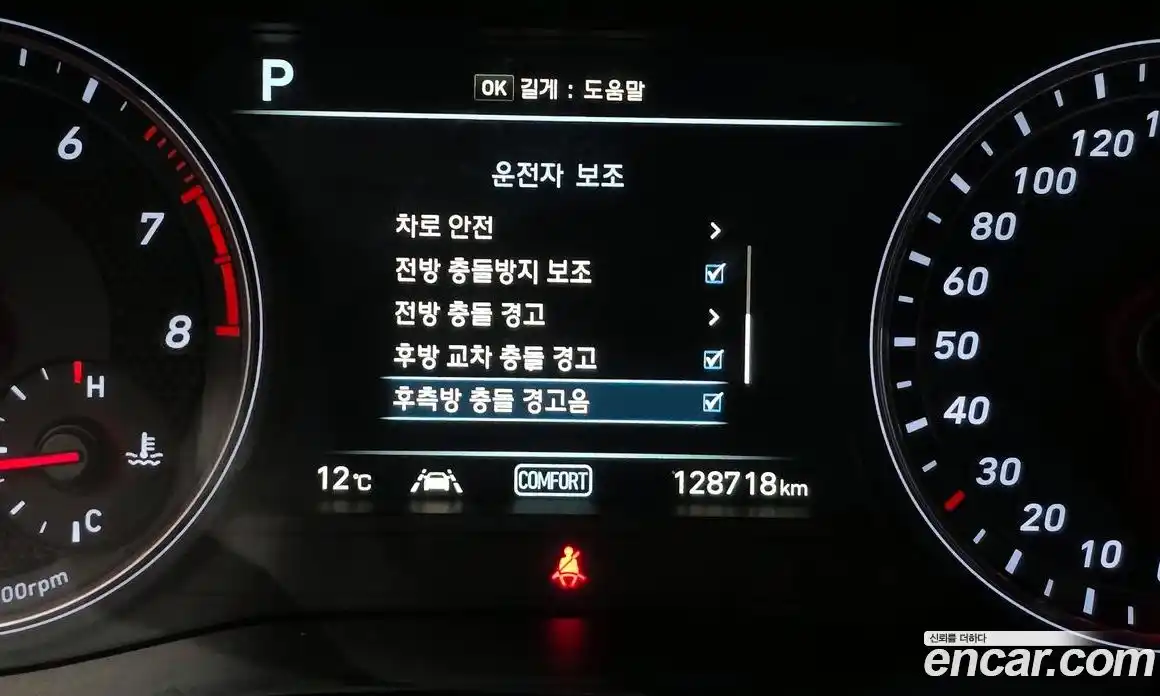 P
OK 길게 : 도움말
운전자 보조
차로 안전
전방 충돌방지 보조
전방 충돌 경고
후방 교차 충돌 경고
후측방 충돌 경고음
12℃
COMFORT
128718km
6
7
8
H
C
00rpm
120
100
80
60
50
40
30
20
10
신뢰를 더하다
encar.com